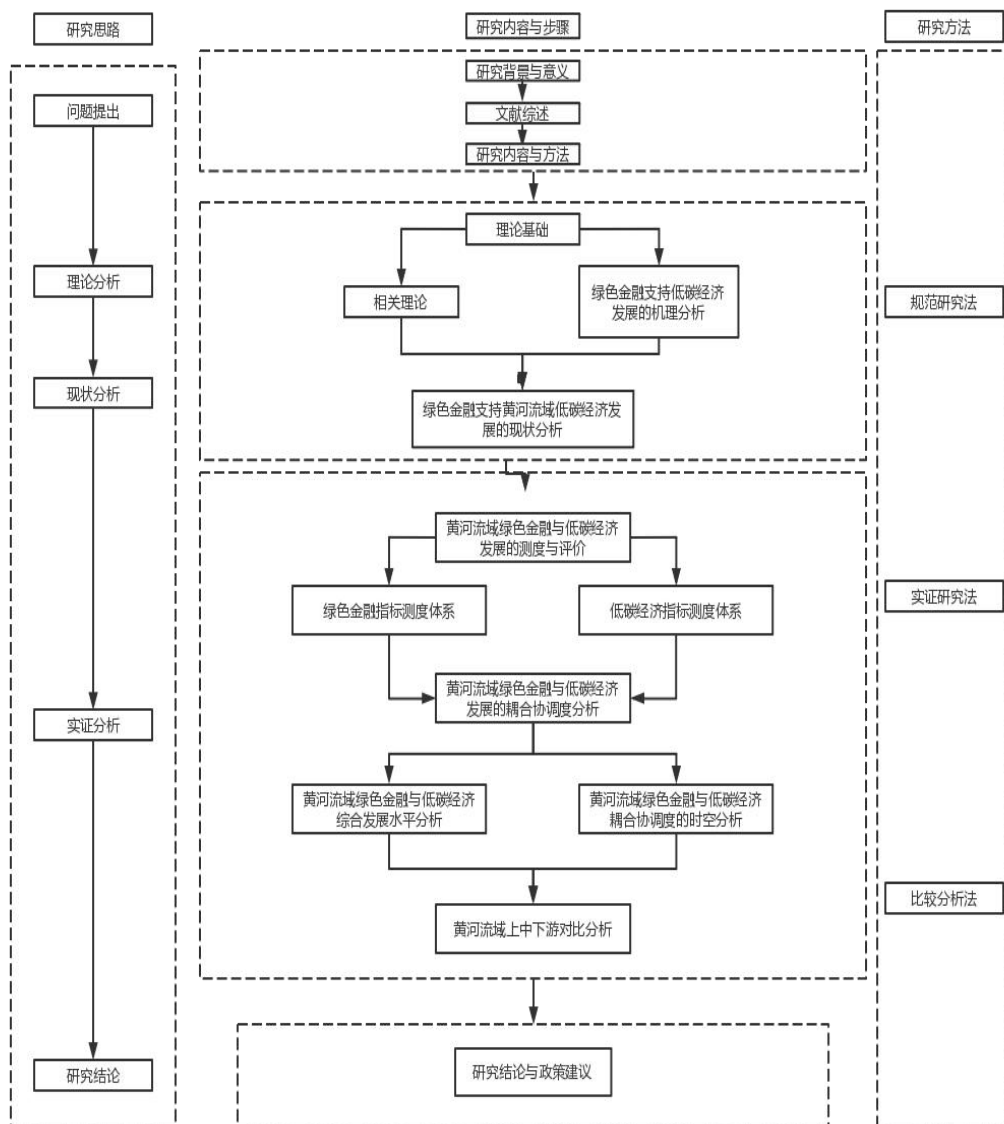 研究思路
研究内容与步骤
研究方法
研究背景与意义
问题提出
文献综述
研究内容与方法
理论基础
理论分析
相关理论
绿色金融支持低碳经济
发展的机理分析
规范研究法
现状分析
绿色金融支持黄河流域低碳经济发
展的现状分析
黄河流域绿色金融与低碳经济
发展的测度与评价
绿色金融指标测度体系
低碳经济指标测度体系
实证研究法
黄河流域绿色金融与低碳经济
发展的耦合协调度分析
实证分析
黄河流域绿色金融与低碳经济
综合发展水平分析
黄河流域绿色金融与低碳经济
耦合协调度的时空分析
比较分析法
黄河流域上中下游对比分析
研究结论
研究结论与政策建议